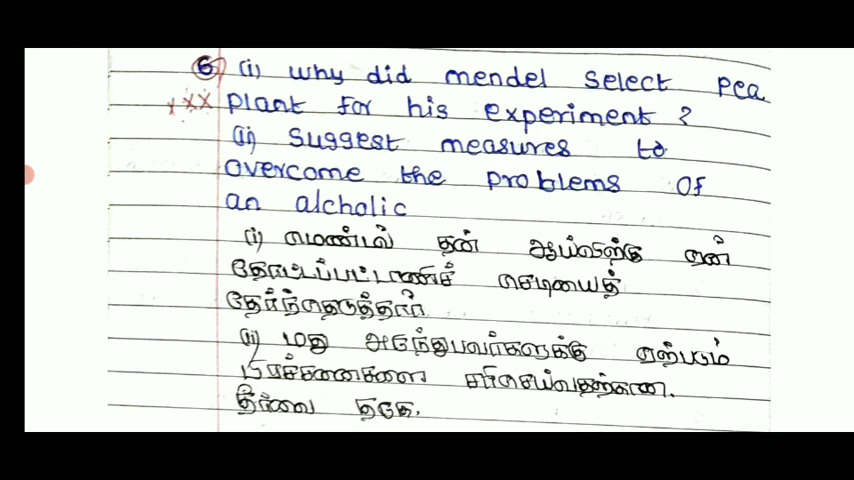 6 (i) why did mendel select pea
xxx plant for his experiment ?
(ii) Suggest measures to
overcome the problems of
an alcholic
(i) மெண்டல் தன் ஆய்விற்கு ஏன்
தோட்டப்பட்டாணிச் செடியைத்
தேர்ந்தெடுத்தார்
(ii) மது அருந்துபவர்களுக்கு ஏற்படும்
பிரச்சனைகளை சரிசெய்வதற்கான.
தீர்வை தருக.